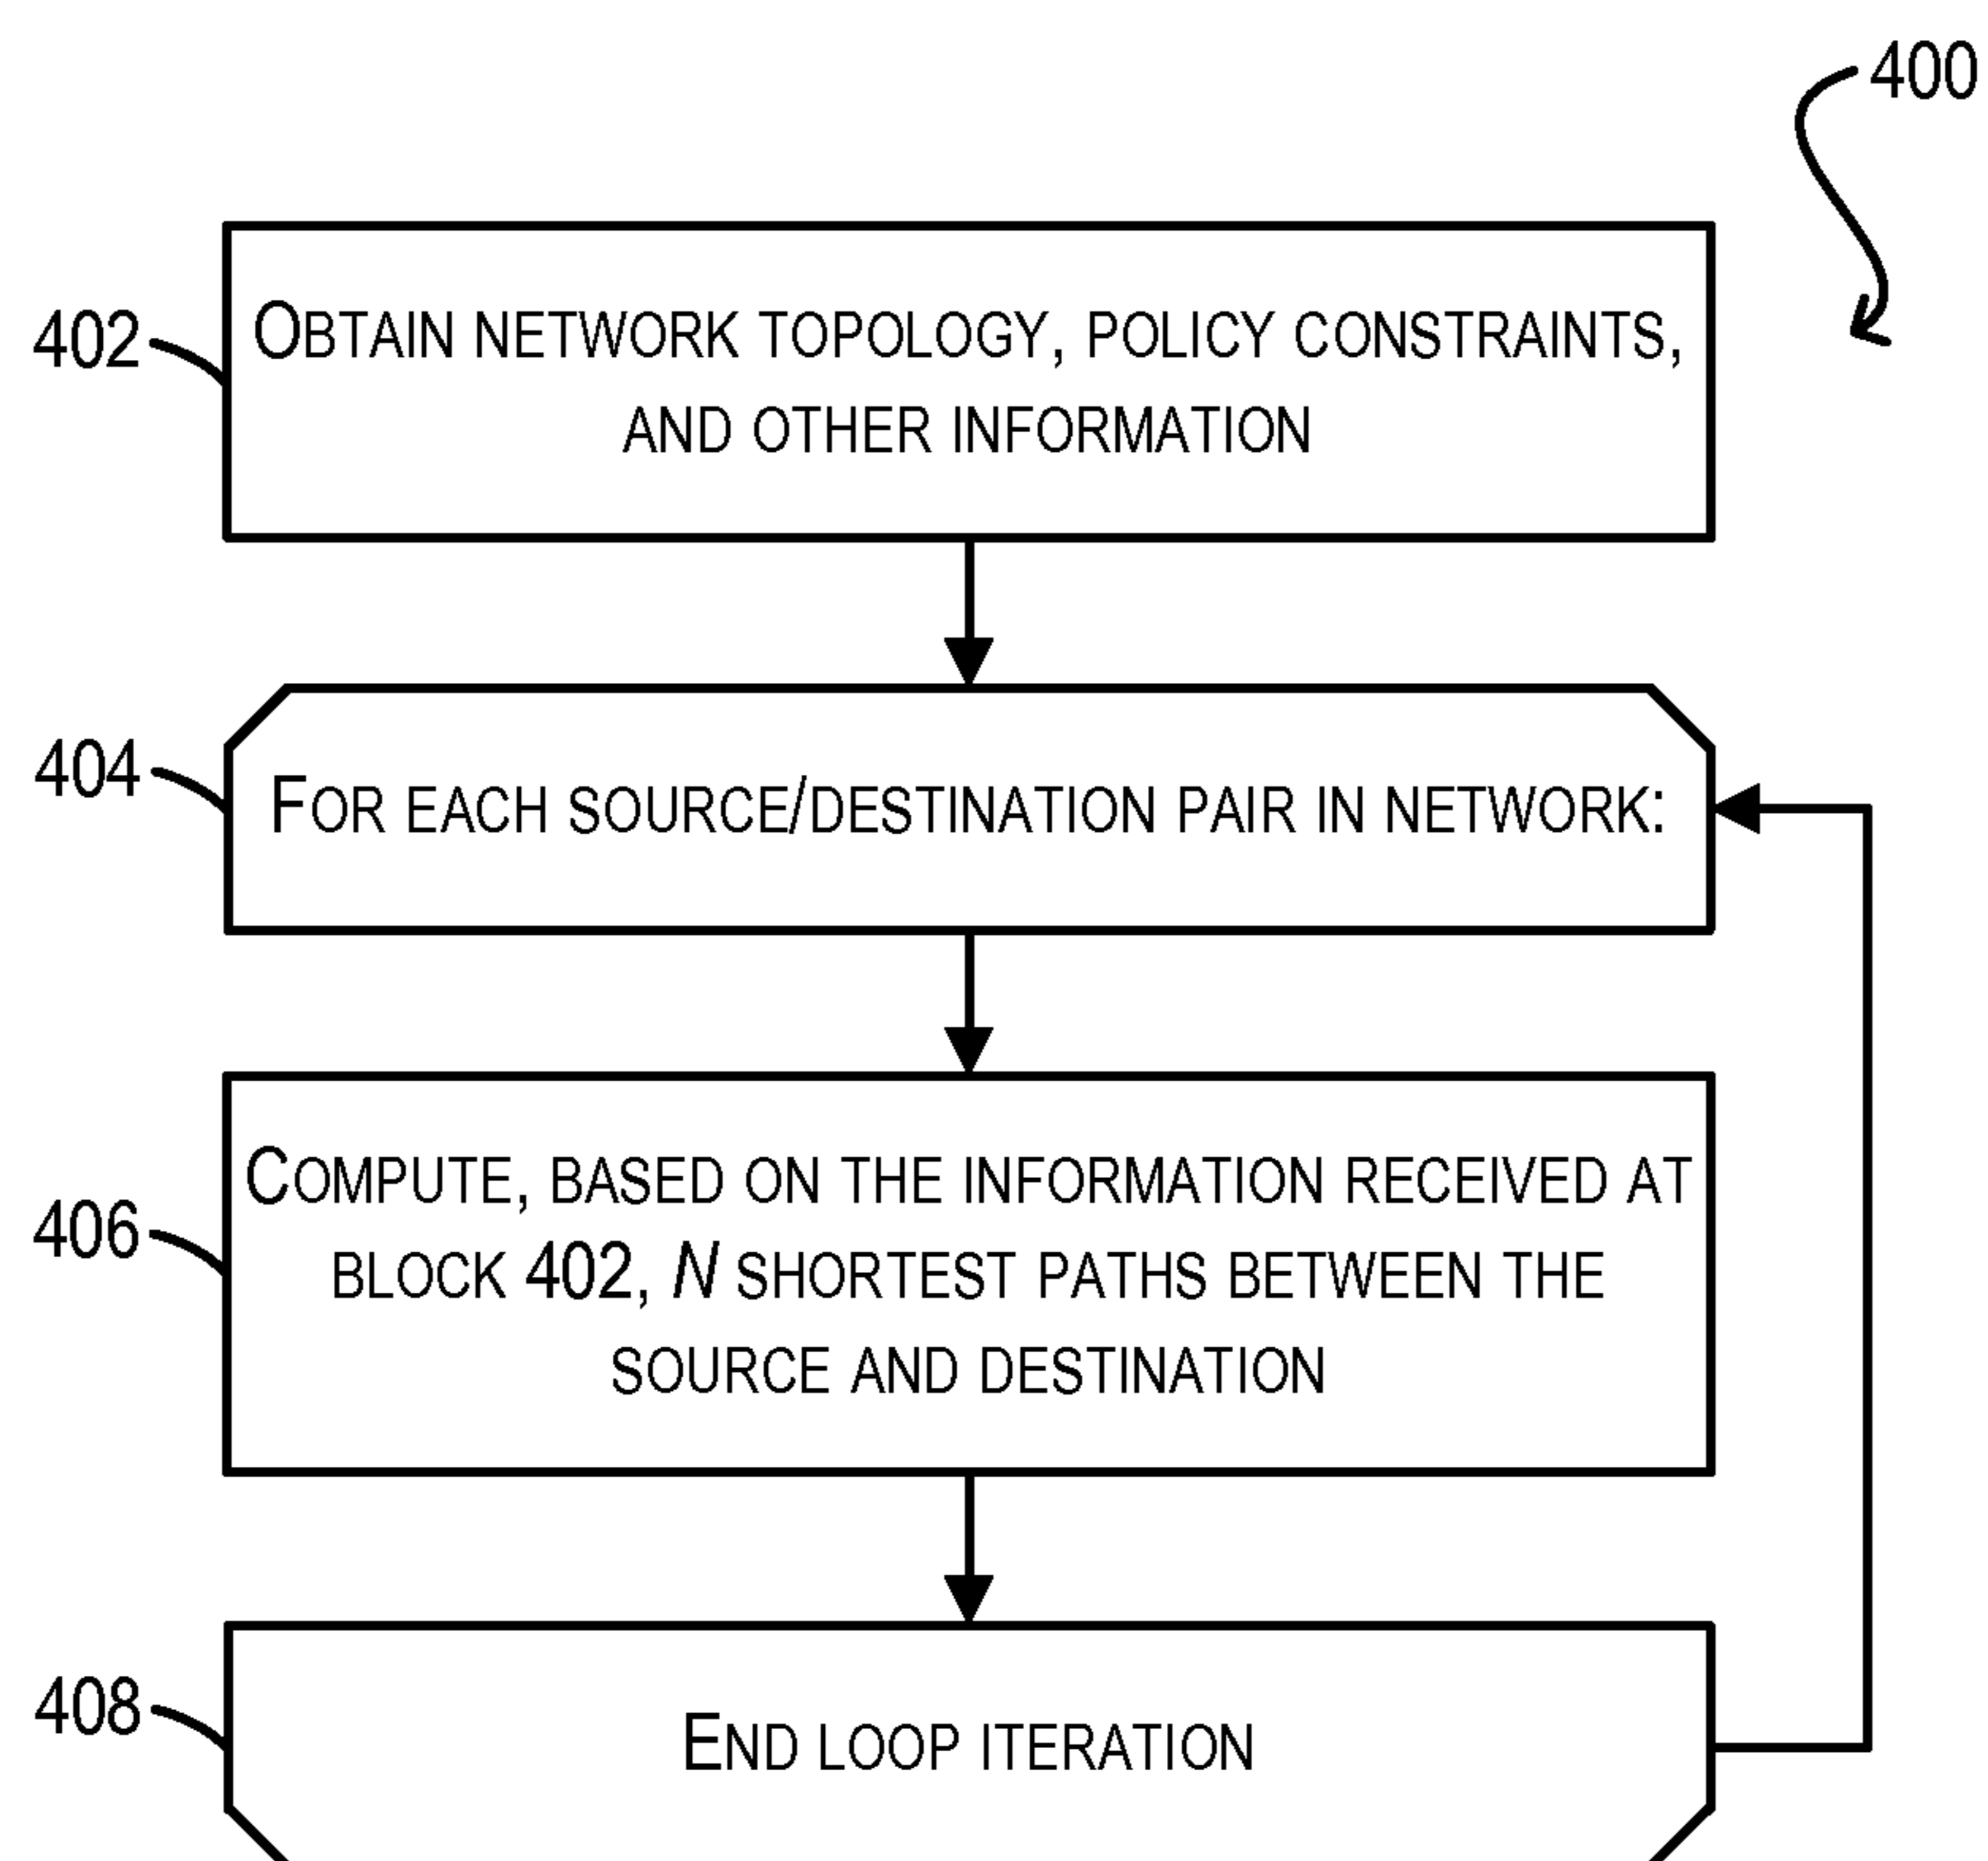 400
402
OBTAIN NETWORK TOPOLOGY, POLICY CONSTRAINTS,
AND OTHER INFORMATION
404
FOR EACH SOURCE/DESTINATION PAIR IN NETWORK:
406
COMPUTE, BASED ON THE INFORMATION RECEIVED AT
BLOCK 402, N SHORTEST PATHS BETWEEN THE
SOURCE AND DESTINATION
408
END LOOP ITERATION